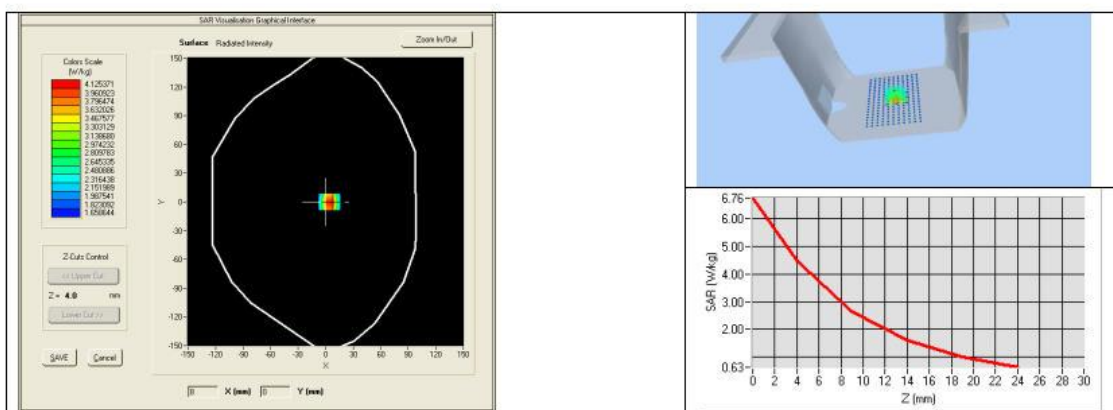 SAR Visualisation Graphical Interface
Surface Radiated Intensity
Zoom In/Out
Colors Scale
(W/kg)
4.125371
3.960923
3.796474
3.632026
3.467577
3.303129
3.138680
2.974232
2.809783
2.645335
2.480886
2.316438
2.151989
1.987541
1.823092
1.658644
150
120
90
60
30
0
-30
-60
-90
-120
-150
Y
-150 -120 -90 -60 -30 0 30 60 90 120 150
X
Z-Cuts Control
<< Upper Cut
Z = 4.0 mm
Lower Cut >>
SAVE Cancel
0 X (mm) 0 Y (mm)
6.76
6.00
5.00
4.00
3.00
2.00
0.63
SAR (W/kg)
0 2 4 6 8 10 12 14 16 18 20 22 24 26 28 30
Z (mm)